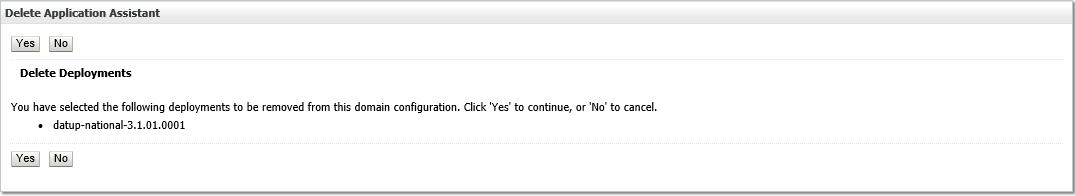 Delete Application Assistant
Yes No
Delete Deployments
You have selected the following deployments to be removed from this domain configuration. Click 'Yes' to continue, or 'No' to cancel.
• datup-national-3.1.01.0001
Yes No